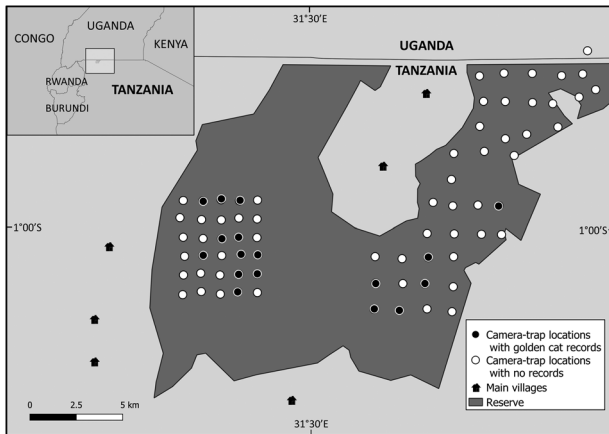 31°30'E
UGANDA
CONGO
KENYA
RWANDA
TANZANIA
BURUNDI
UGANDA
TANZANIA
1°00'S
1°00'S
Camera-trap locations
with golden cat records
Camera-trap locations
with no records
Main villages
Reserve
0 2.5 5 km
31°30'E